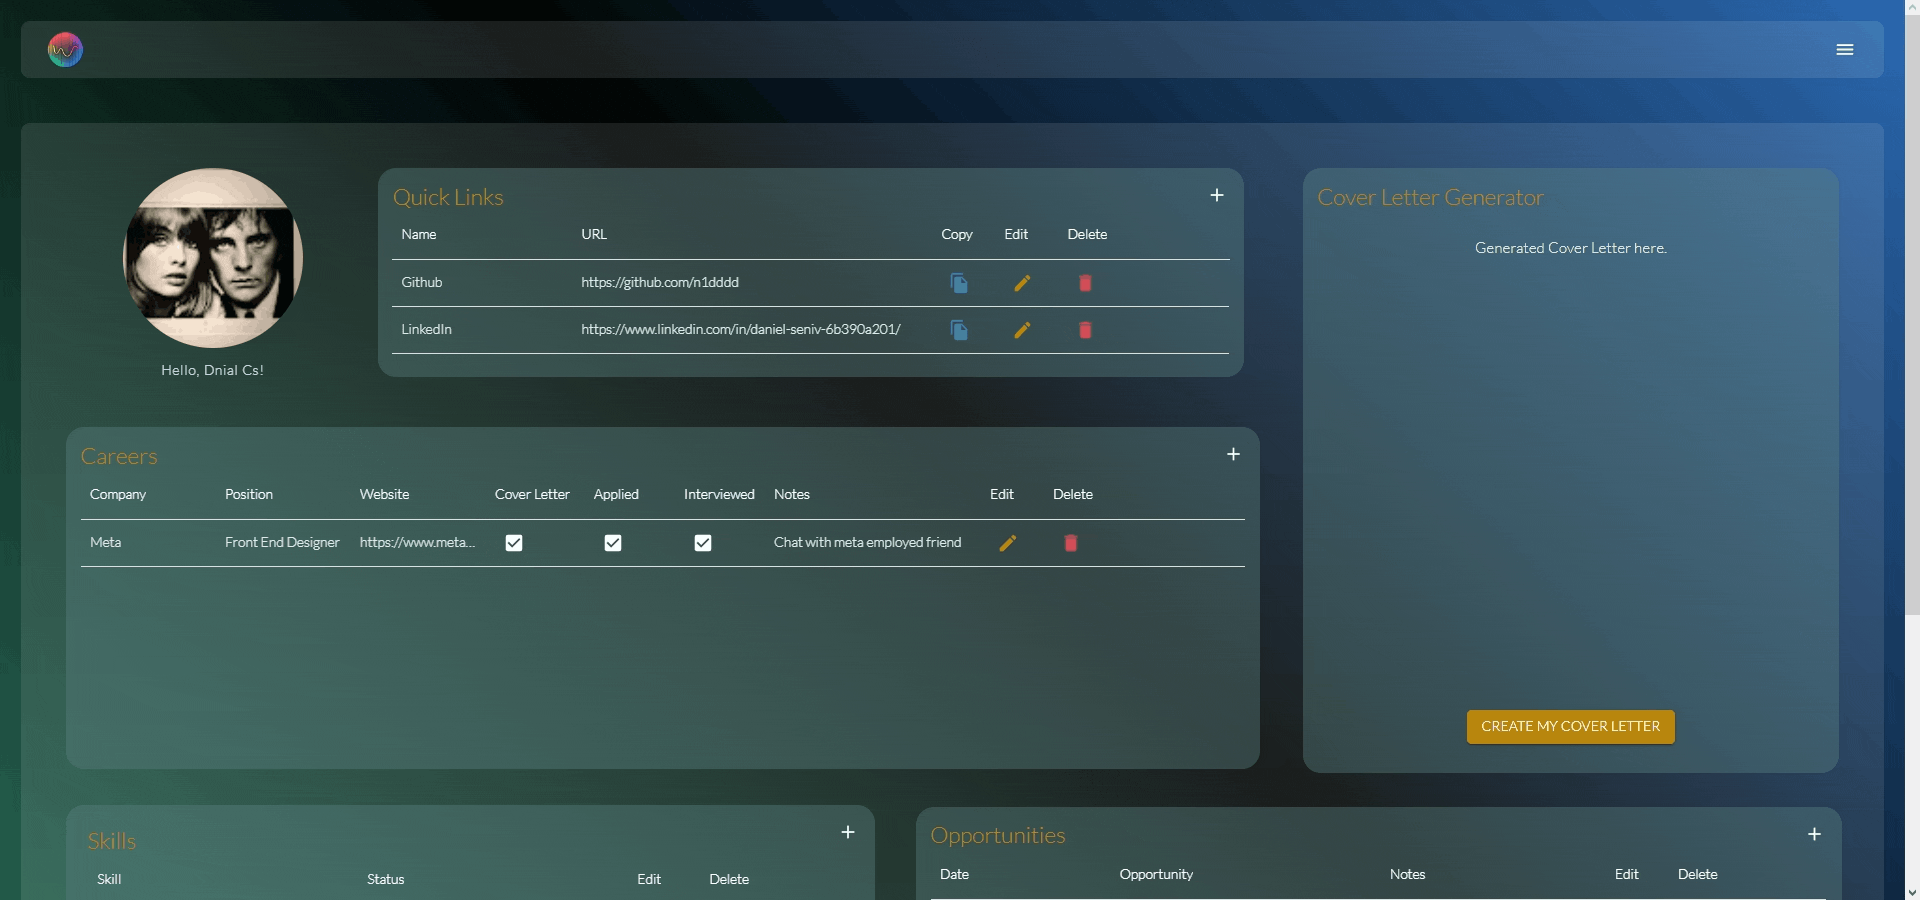 Quick Links
Name URL Copy Edit Delete
Github https://github.com/n1dddd
LinkedIn https://www.linkedin.com/in/daniel-seniv-6b390a201/
Hello, Dnial Cs!
Cover Letter Generator
Generated Cover Letter here.
CREATE MY COVER LETTER
Careers
Company Position Website Cover Letter Applied Interviewed Notes Edit Delete
Meta Front End Designer https://www.meta... Chat with meta employed friend
Skills
Skill Status Edit Delete
Opportunities
Date Opportunity Notes Edit Delete